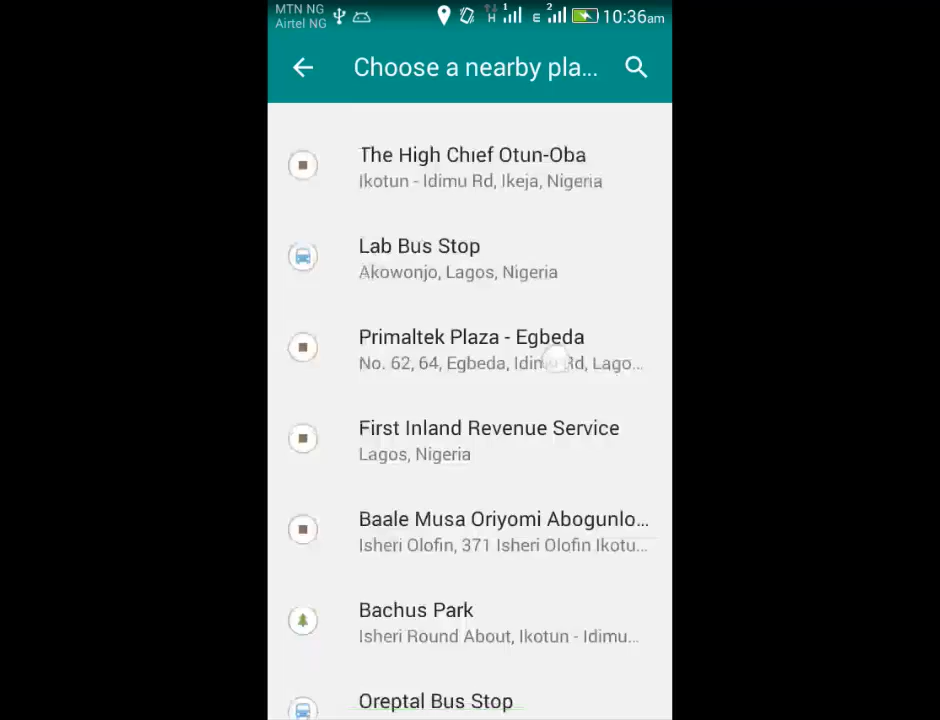 MTN NG
Airtel NG
H 1 E 2 10:36am
Choose a nearby pla...
The High Chief Otun-Oba
Ikotun - Idimu Rd, Ikeja, Nigeria
Lab Bus Stop
Akowonjo, Lagos, Nigeria
Primaltek Plaza - Egbeda
No. 62, 64, Egbeda, Idimu Rd, Lago...
First Inland Revenue Service
Lagos, Nigeria
Baale Musa Oriyomi Abogunlo...
Isheri Olofin, 371 Isheri Olofin Ikotu...
Bachus Park
Isheri Round About, Ikotun - Idimu...
Oreptal Bus Stop